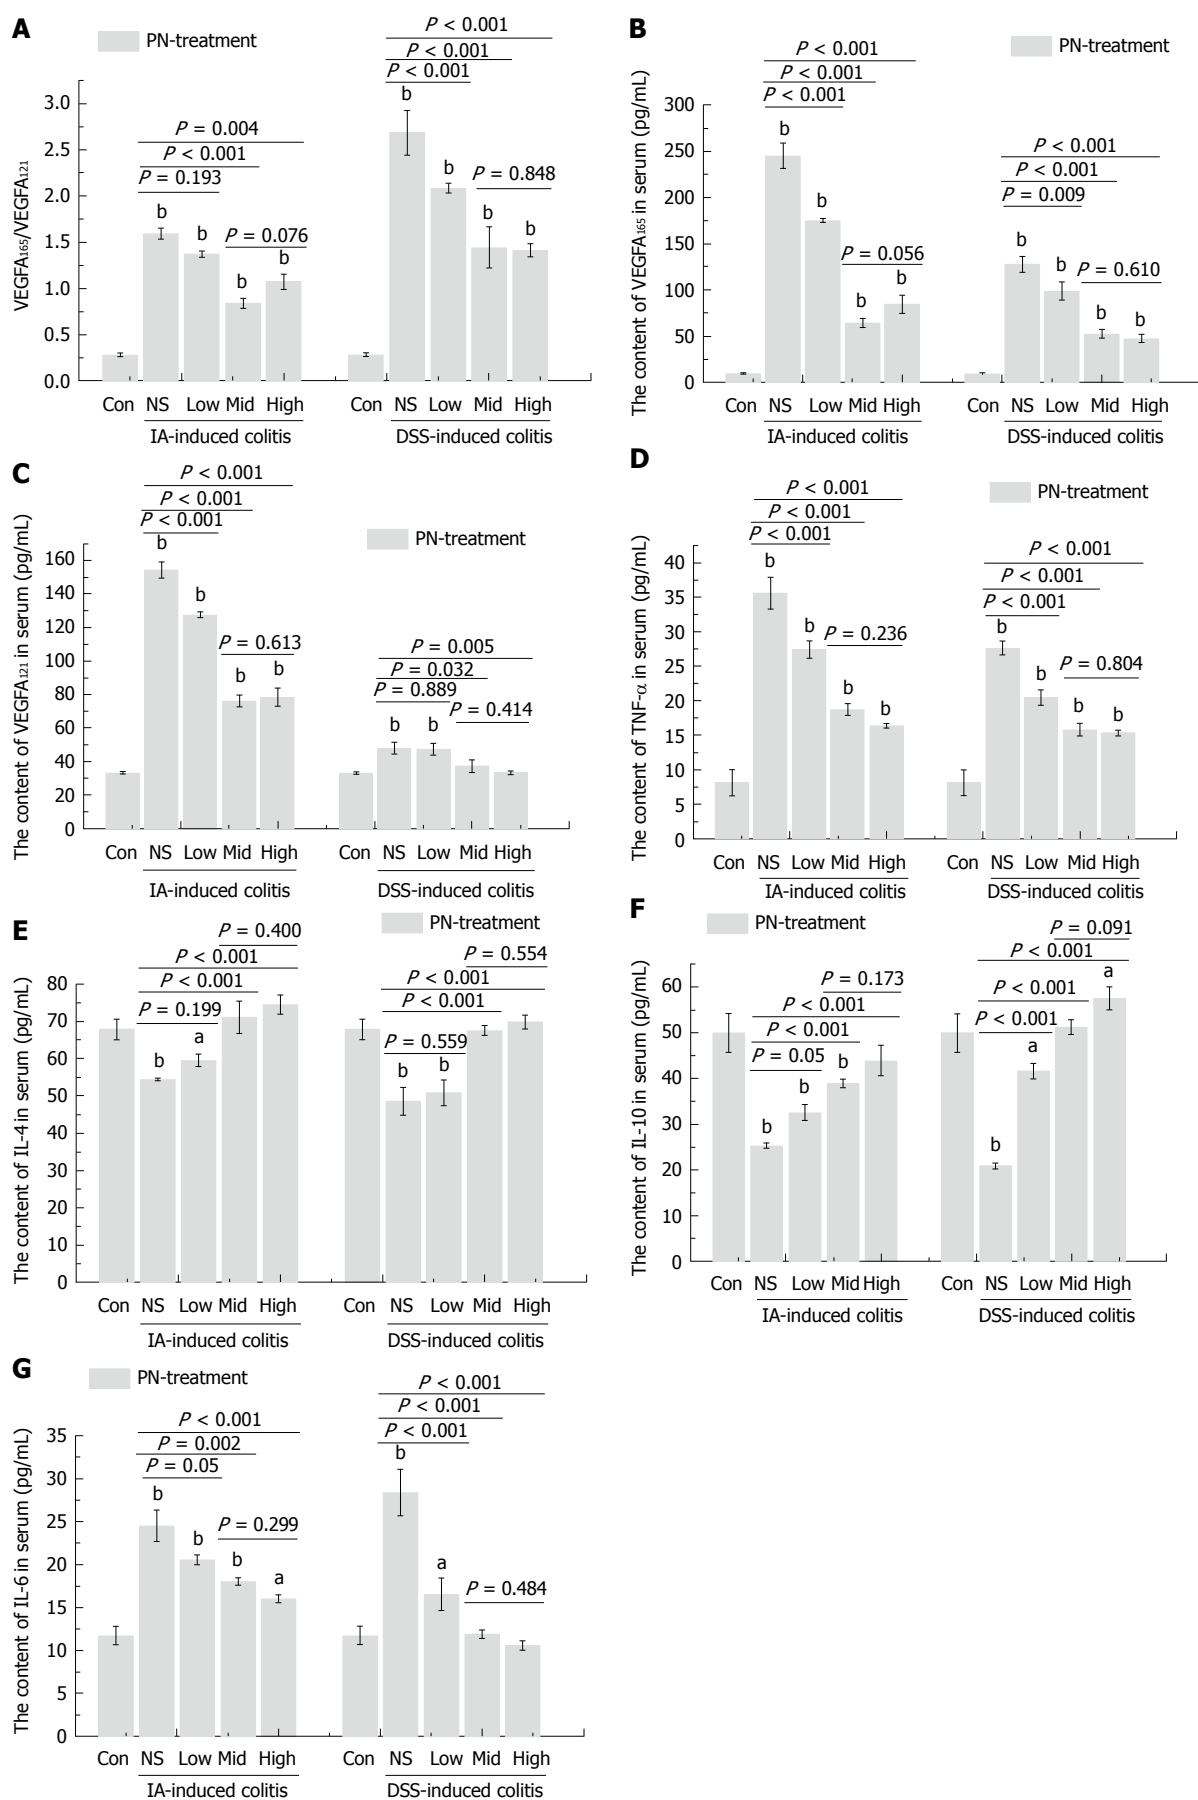 A
PN-treatment
VEGFA₁₆₅/VEGFA₁₂₁
3.0
2.5
2.0
1.5
1.0
0.5
0.0
P = 0.004
P < 0.001
P = 0.193
b
b
P = 0.076
b
b
P < 0.001
P < 0.001
P < 0.001
b
b
P = 0.848
b
b
Con NS Low Mid High Con NS Low Mid High
IA-induced colitis DSS-induced colitis
B
PN-treatment
The content of VEGFA₁₆₅ in serum (pg/mL)
300
250
200
150
100
50
0
P < 0.001
P < 0.001
P < 0.001
b
b
P = 0.056
b
b
P < 0.001
P < 0.001
P = 0.009
b
b
P = 0.610
b
b
Con NS Low Mid High Con NS Low Mid High
IA-induced colitis DSS-induced colitis
C
PN-treatment
The content of VEGFA₁₂₁ in serum (pg/mL)
160
140
120
100
80
60
40
20
0
P < 0.001
P < 0.001
P < 0.001
b
b
P = 0.613
b
b
P = 0.005
P = 0.032
P = 0.889
P = 0.414
b
b
Con NS Low Mid High Con NS Low Mid High
IA-induced colitis DSS-induced colitis
D
PN-treatment
The content of TNF-α in serum (pg/mL)
40
35
30
25
20
15
10
5
0
P < 0.001
P < 0.001
P < 0.001
b
b
P = 0.236
b
b
P < 0.001
P < 0.001
P < 0.001
b
b
P = 0.804
b
b
Con NS Low Mid High Con NS Low Mid High
IA-induced colitis DSS-induced colitis
E
PN-treatment
The content of IL-4 in serum (pg/mL)
80
70
60
50
40
30
20
10
0
P = 0.400
P < 0.001
P < 0.001
P = 0.199
b
a
P = 0.554
P < 0.001
P < 0.001
P = 0.559
b
b
Con NS Low Mid High Con NS Low Mid High
IA-induced colitis DSS-induced colitis
F
PN-treatment
The content of IL-10 in serum (pg/mL)
60
50
40
30
20
10
0
P = 0.173
P < 0.001
P < 0.001
P = 0.05
b
b
b
P = 0.091
P < 0.001
P < 0.001
P < 0.001
b
a
a
Con NS Low Mid High Con NS Low Mid High
IA-induced colitis DSS-induced colitis
G
PN-treatment
The content of IL-6 in serum (pg/mL)
35
30
25
20
15
10
5
0
P < 0.001
P = 0.002
P = 0.05
b
P = 0.299
b
b
a
P < 0.001
P < 0.001
P < 0.001
b
a
P = 0.484
Con NS Low Mid High Con NS Low Mid High
IA-induced colitis DSS-induced colitis